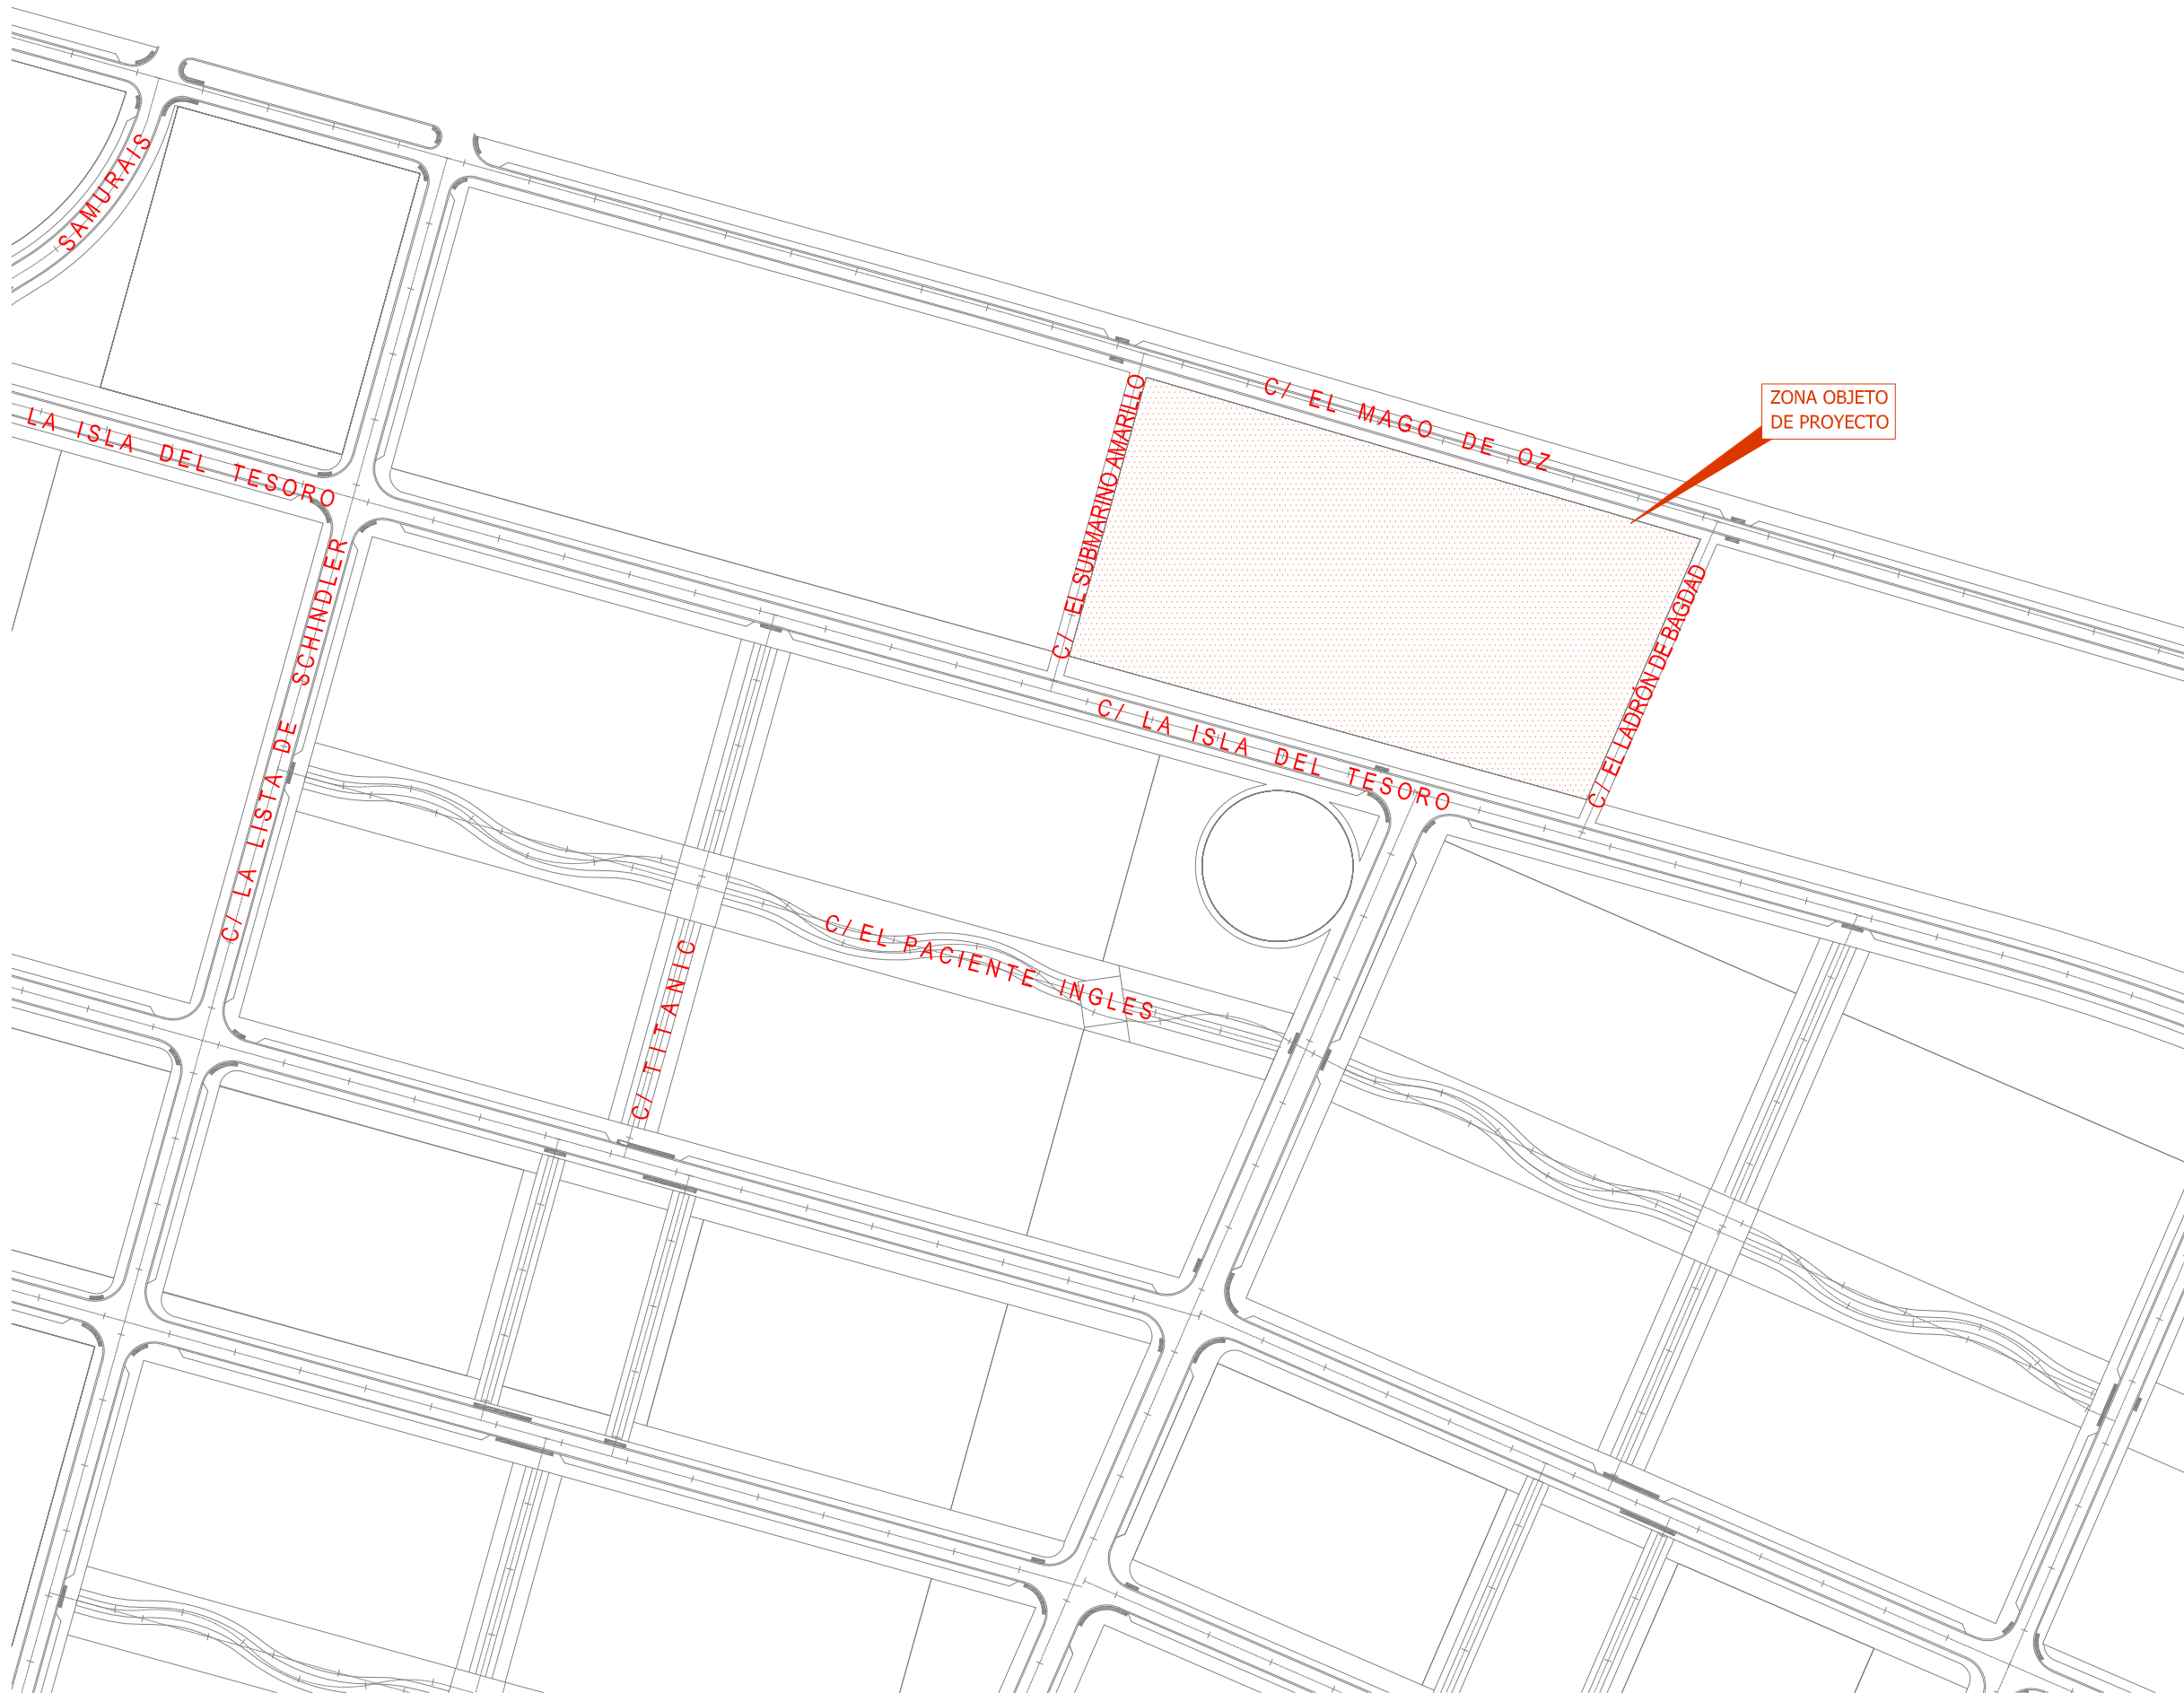 SAMURAIS
C/ EL MAGO DE OZ
ZONA OBJETO
DE PROYECTO
C/ EL SUBMARINO AMARILLO
LA ISLA DEL TESORO
C/ LA LISTA DE SCHINDLER
C/ EL LADRÓN DE BAGDAD
C/ LA ISLA DEL TESORO
C/EL PACIENTE INGLES
C/ TITANIC